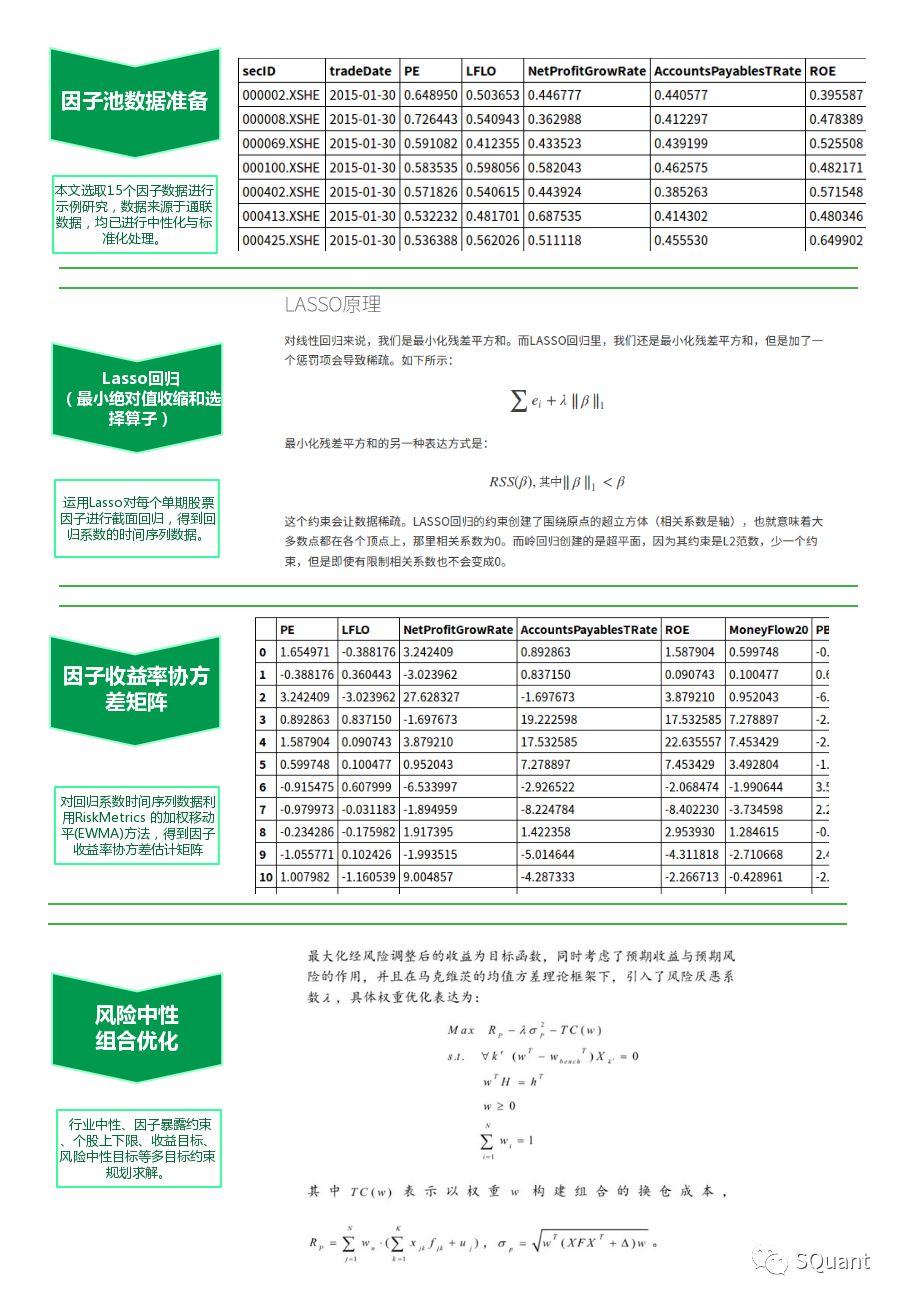 因子池数据准备
本文选取15个因子数据进行
示例研究，数据来源于通联
数据，均已进行中性化与标
准化处理。
secID tradeDate PE LFLO NetProfitGrowRate AccountsPayablesTRate ROE
000002.XSHE 2015-01-30 0.648950 0.503653 0.446777 0.440577 0.395587
000008.XSHE 2015-01-30 0.726443 0.540943 0.362988 0.412297 0.478389
000069.XSHE 2015-01-30 0.591082 0.412355 0.433523 0.439199 0.525508
000100.XSHE 2015-01-30 0.583535 0.598056 0.582043 0.462575 0.482171
000402.XSHE 2015-01-30 0.571826 0.540615 0.443924 0.385263 0.571548
000413.XSHE 2015-01-30 0.532232 0.481701 0.687535 0.414302 0.480346
000425.XSHE 2015-01-30 0.536388 0.562026 0.511118 0.455530 0.649902
Lasso回归
（最小绝对值收缩和选
择算子）
运用Lasso对每个单期股票
因子进行截面回归，得到回
归系数的时间序列数据。
LASSO原理
对线性回归来说，我们是最小化残差平方和。而LASSO回归里，我们还是最小化残差平方和，但是加了一
个惩罚项会导致稀疏。如下所示：
∑ e_i + λ ‖ β ‖_1
最小化残差平方和的另一种表达方式是：
RSS(β), 其中‖ β ‖_1 < β
这个约束会让数据稀疏。LASSO回归的约束创建了围绕原点的超立方体（相关系数是轴），也就意味着大
多数点都在各个顶点上，那里相关系数为0。而岭回归创建的是超平面，因为其约束是L2范数，少一个约
束，但是即使有限制相关系数也不会变成0。
因子收益率协方
差矩阵
对回归系数时间序列数据利
用RiskMetrics 的加权移动
平(EWMA)方法，得到因子
收益率协方差估计矩阵
PE LFLO NetProfitGrowRate AccountsPayablesTRate ROE MoneyFlow20 PB
0 1.654971 -0.388176 3.242409 0.892863 1.587904 0.599748 -0.
1 -0.388176 0.360443 -3.023962 0.837150 0.090743 0.100477 0.6
2 3.242409 -3.023962 27.628327 -1.697673 3.879210 0.952043 -6.
3 0.892863 0.837150 -1.697673 19.222598 17.532585 7.278897 -2.
4 1.587904 0.090743 3.879210 17.532585 22.635557 7.453429 -2.
5 0.599748 0.100477 0.952043 7.278897 7.453429 3.492804 -1.
6 -0.915475 0.607999 -6.533997 -2.926522 -2.068474 -1.990644 3.5
7 -0.979973 -0.031183 -1.894959 -8.224784 -8.402230 -3.734598 2.2
8 -0.234286 -0.175982 1.917395 1.422358 2.953930 1.284615 -0.
9 -1.055771 0.102426 -1.993515 -5.014644 -4.311818 -2.710668 2.4
10 1.007982 -1.160539 9.004857 -4.287333 -2.266713 -0.428961 -2.
风险中性
组合优化
行业中性、因子暴露约束
、个股上下限、收益目标、
风险中性目标等多目标约束
规划求解。
最大化经风险调整后的收益为目标函数，同时考虑了预期收益与预期风
险的作用，并且在马克维茨的均值方差理论框架下，引入了风险厌恶系
数λ，具体权重优化表达为：
Max R_P − λσ_P^2 − TC(w)
s.t. ∀k′ (w^T − w_bench^T)X_k′ = 0
w^T H = h^T
w ≥ 0
∑_{i=1}^N w_i = 1
其中TC(w)表示以权重w构建组合的换仓成本，
R_P = ∑_{j=1}^N w_n · (∑_{k=1}^K x_jk f_jk + u_j)，σ_p = √(w^T (XFX^T + Δ)w)。
SQuant